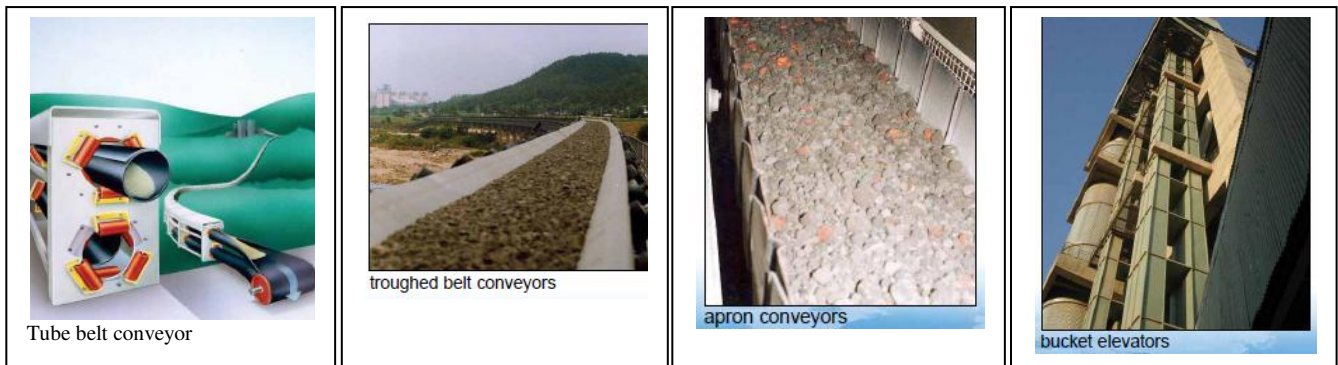 Tube belt conveyor
troughed belt conveyors
apron conveyors
bucket elevators